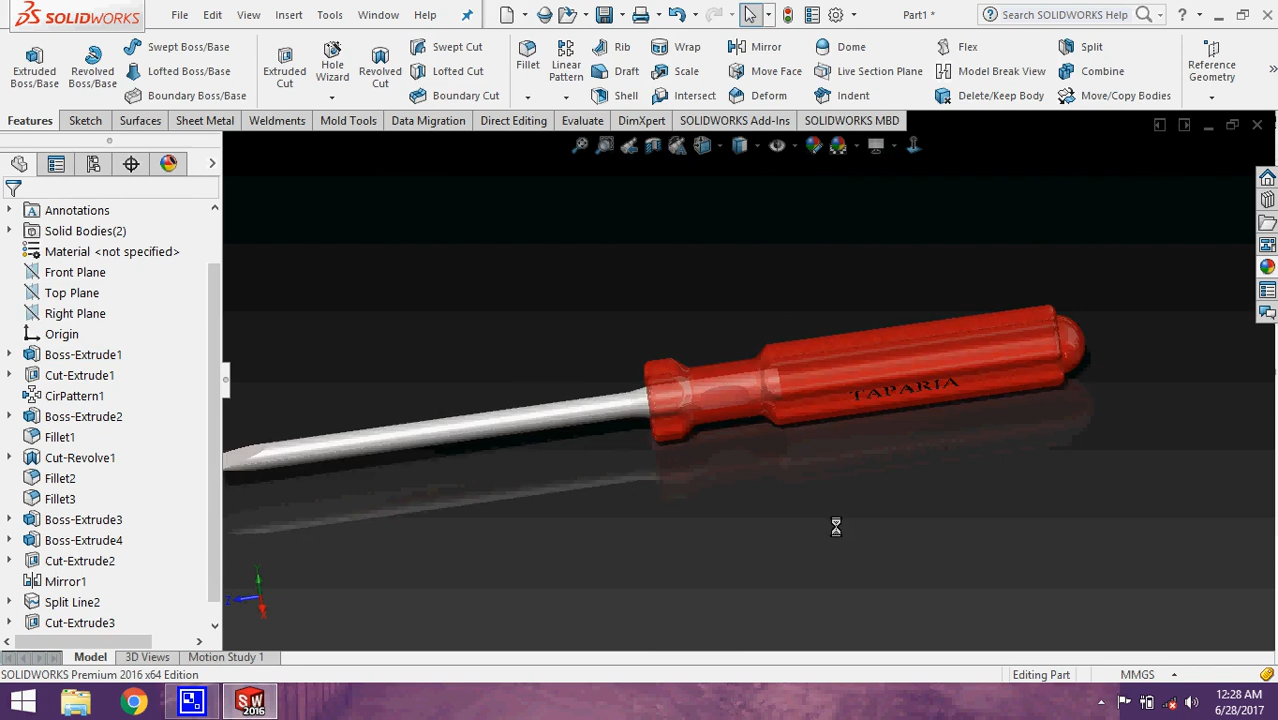 SOLIDWORKS File Edit View Insert Tools Window Help Part1 * Search SOLIDWORKS Help ?
Extruded Boss/Base
Revolved Boss/Base
Swept Boss/Base
Lofted Boss/Base
Boundary Boss/Base
Extruded Cut
Hole Wizard
Revolved Cut
Swept Cut
Lofted Cut
Boundary Cut
Fillet
Linear Pattern
Rib
Draft
Shell
Wrap
Scale
Intersect
Mirror
Move Face
Deform
Dome
Live Section Plane
Indent
Flex
Model Break View
Delete/Keep Body
Split
Combine
Move/Copy Bodies
Reference Geometry
Features Sketch Surfaces Sheet Metal Weldments Mold Tools Data Migration Direct Editing Evaluate DimXpert SOLIDWORKS Add-Ins SOLIDWORKS MBD
Annotations
Solid Bodies(2)
Material <not specified>
Front Plane
Top Plane
Right Plane
Origin
Boss-Extrude1
Cut-Extrude1
CirPattern1
Boss-Extrude2
Fillet1
Cut-Revolve1
Fillet2
Fillet3
Boss-Extrude3
Boss-Extrude4
Cut-Extrude2
Mirror1
Split Line2
Cut-Extrude3
TAPARIA
Y
Z
X
Model 3D Views Motion Study 1
SOLIDWORKS Premium 2016 x64 Edition Editing Part MMGS
SW 2016
12:28 AM
6/28/2017